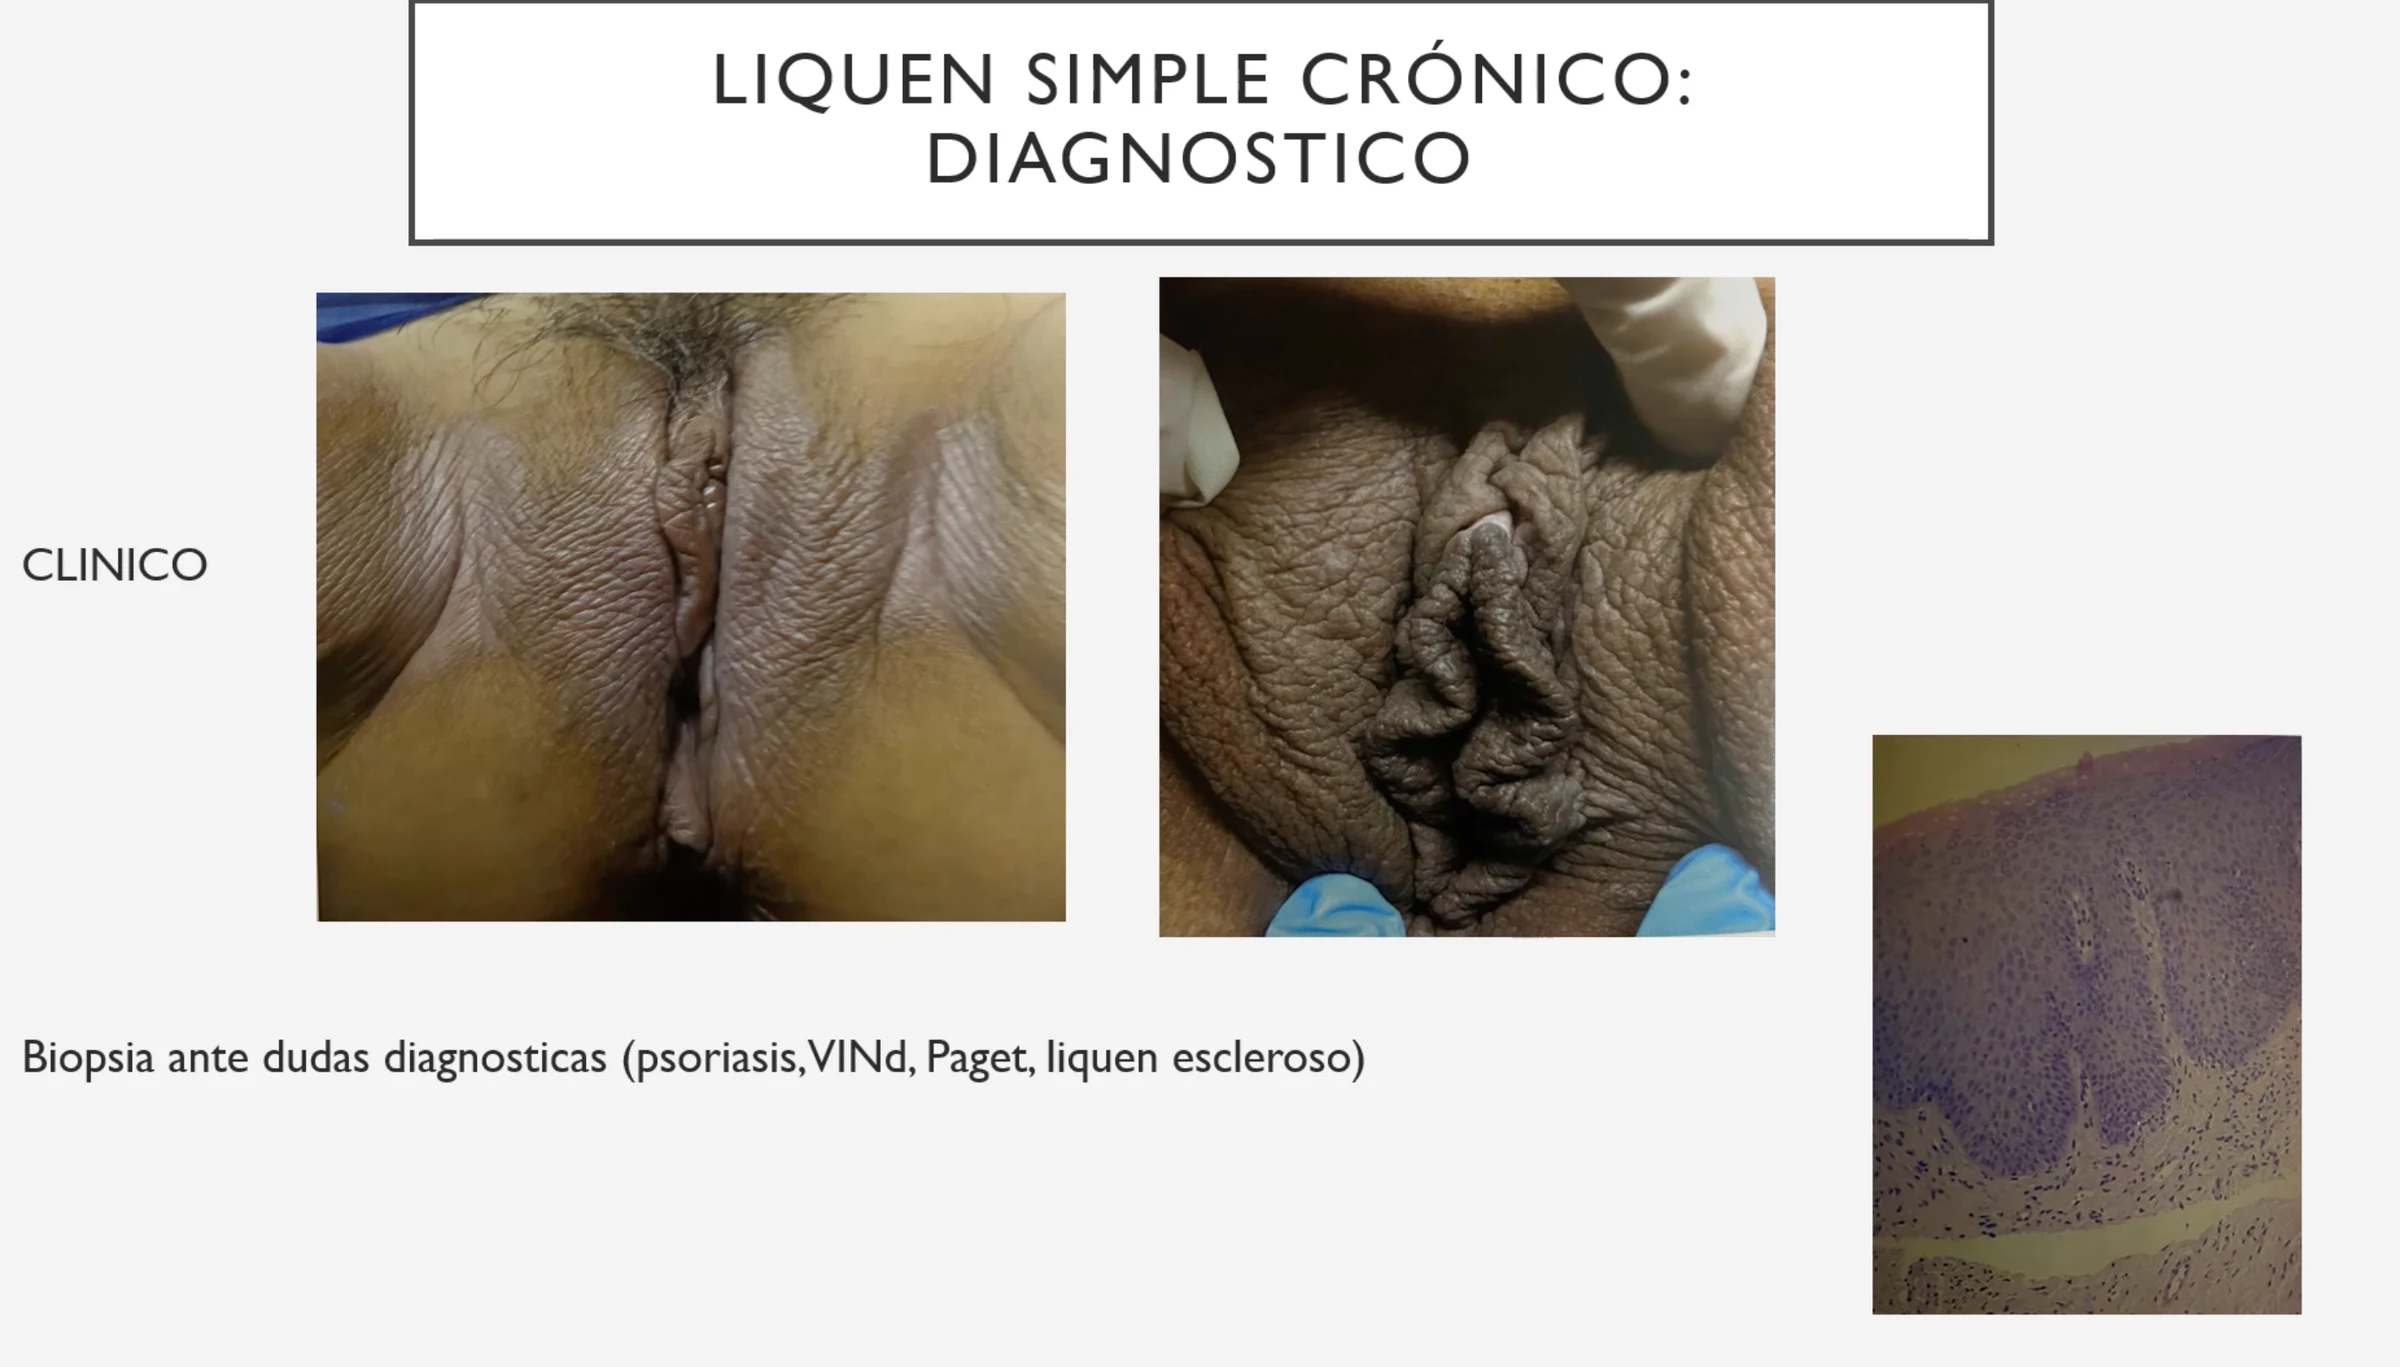 LIQUEN SIMPLE CRÓNICO:
DIAGNOSTICO
CLINICO
Biopsia ante dudas diagnosticas (psoriasis,VINd, Paget, liquen escleroso)